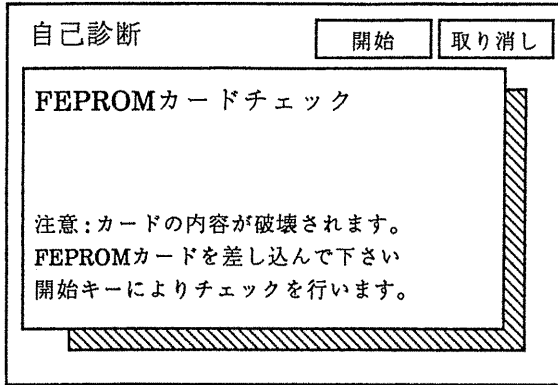 自己診断
開始
取り消し
FEPROMカードチェック
注意:カードの内容が破壊されます。
FEPROMカードを差し込んで下さい
開始キーによりチェックを行います。